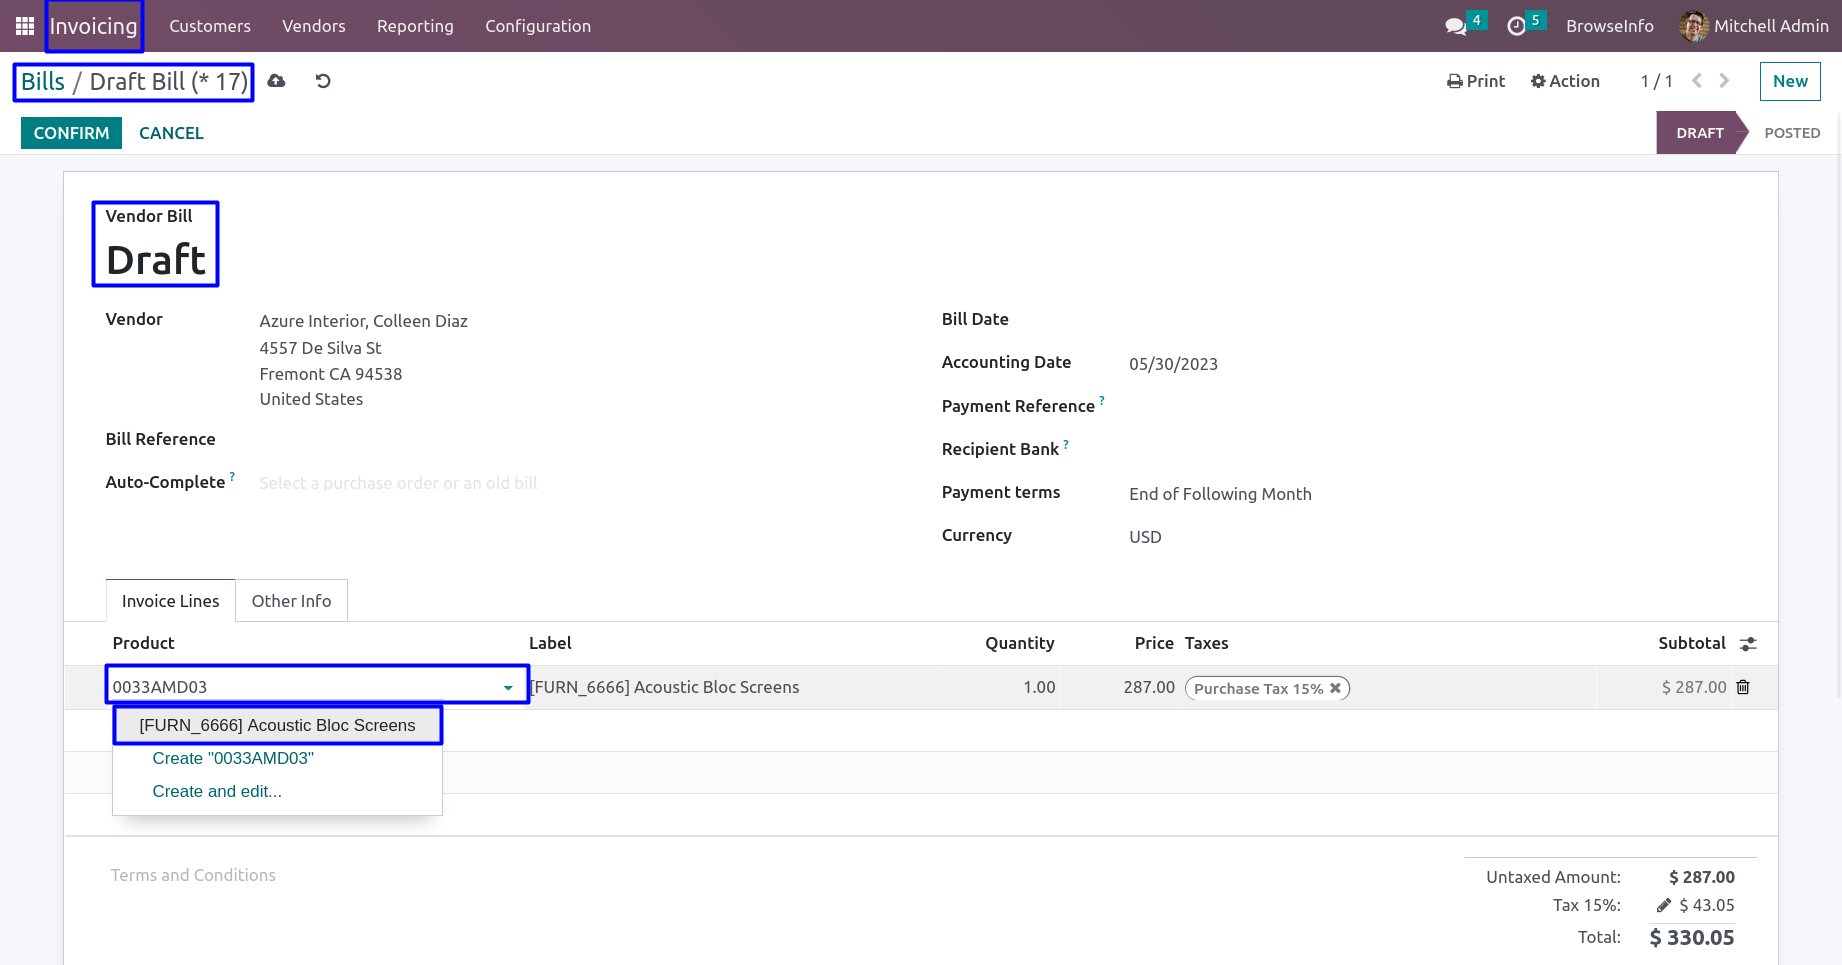 Invoicing Customers Vendors Reporting Configuration 4 5 BrowseInfo Mitchell Admin
Bills / Draft Bill (* 17) Print Action 1 / 1 New
CONFIRM CANCEL DRAFT POSTED
Vendor Bill
Draft
Vendor
Azure Interior, Colleen Diaz
4557 De Silva St
Fremont CA 94538
United States
Bill Reference
Auto-Complete ? Select a purchase order or an old bill
Bill Date
Accounting Date 05/30/2023
Payment Reference ?
Recipient Bank ?
Payment terms End of Following Month
Currency USD
Invoice Lines Other Info
Product Label Quantity Price Taxes Subtotal
0033AMD03 [FURN_6666] Acoustic Bloc Screens 1.00 287.00 Purchase Tax 15% $ 287.00
[FURN_6666] Acoustic Bloc Screens
Create "0033AMD03"
Create and edit...
Terms and Conditions
Untaxed Amount: $ 287.00
Tax 15%: $ 43.05
Total: $ 330.05